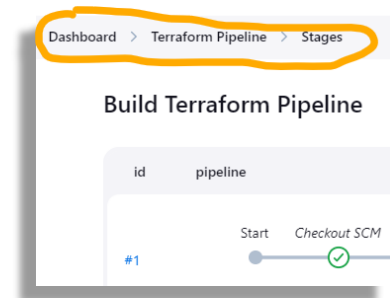 Dashboard > Terraform Pipeline > Stages
Build Terraform Pipeline
id pipeline
Start Checkout SCM
#1